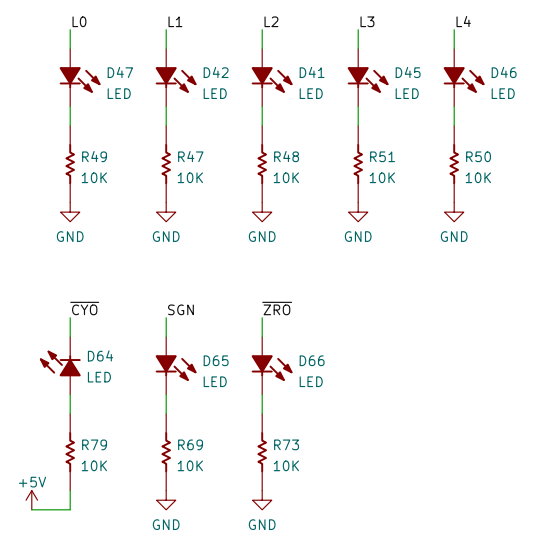 L0 L1 L2 L3 L4
D47 D42 D41 D45 D46
LED LED LED LED LED
R49 R47 R48 R51 R50
10K 10K 10K 10K 10K
GND GND GND GND GND
C̅Y̅O̅ SGN Z̅R̅O̅
D64 D65 D66
LED LED LED
R79 R69 R73
10K 10K 10K
+5V
GND GND